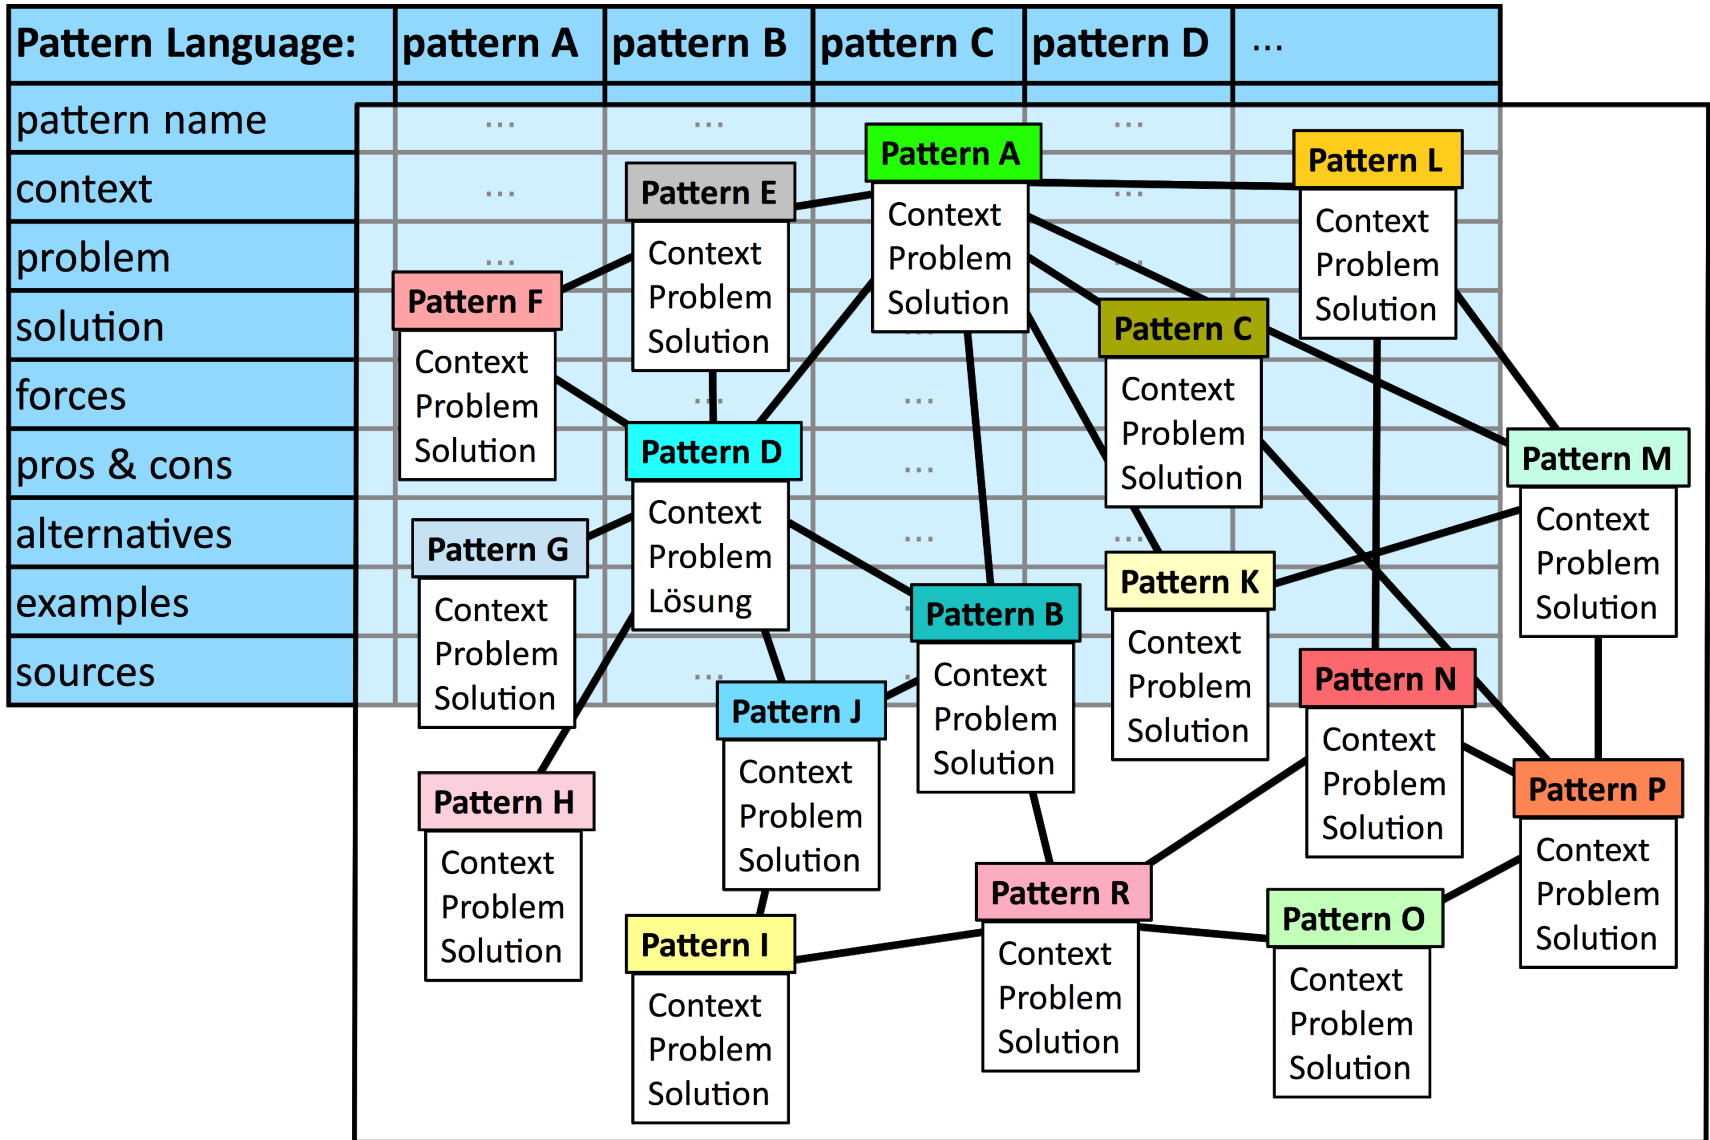 Pattern Language: pattern A pattern B pattern C pattern D ...
pattern name
context
problem
solution
forces
pros & cons
alternatives
examples
sources
Pattern A
Context
Problem
Solution
Pattern L
Context
Problem
Solution
Pattern E
Context
Problem
Solution
Pattern F
Context
Problem
Solution
Pattern C
Context
Problem
Solution
Pattern D
Context
Problem
Lösung
Pattern M
Context
Problem
Solution
Pattern G
Context
Problem
Solution
Pattern K
Context
Problem
Solution
Pattern B
Context
Problem
Solution
Pattern N
Context
Problem
Solution
Pattern J
Context
Problem
Solution
Pattern P
Context
Problem
Solution
Pattern H
Context
Problem
Solution
Pattern R
Context
Problem
Solution
Pattern O
Context
Problem
Solution
Pattern I
Context
Problem
Solution